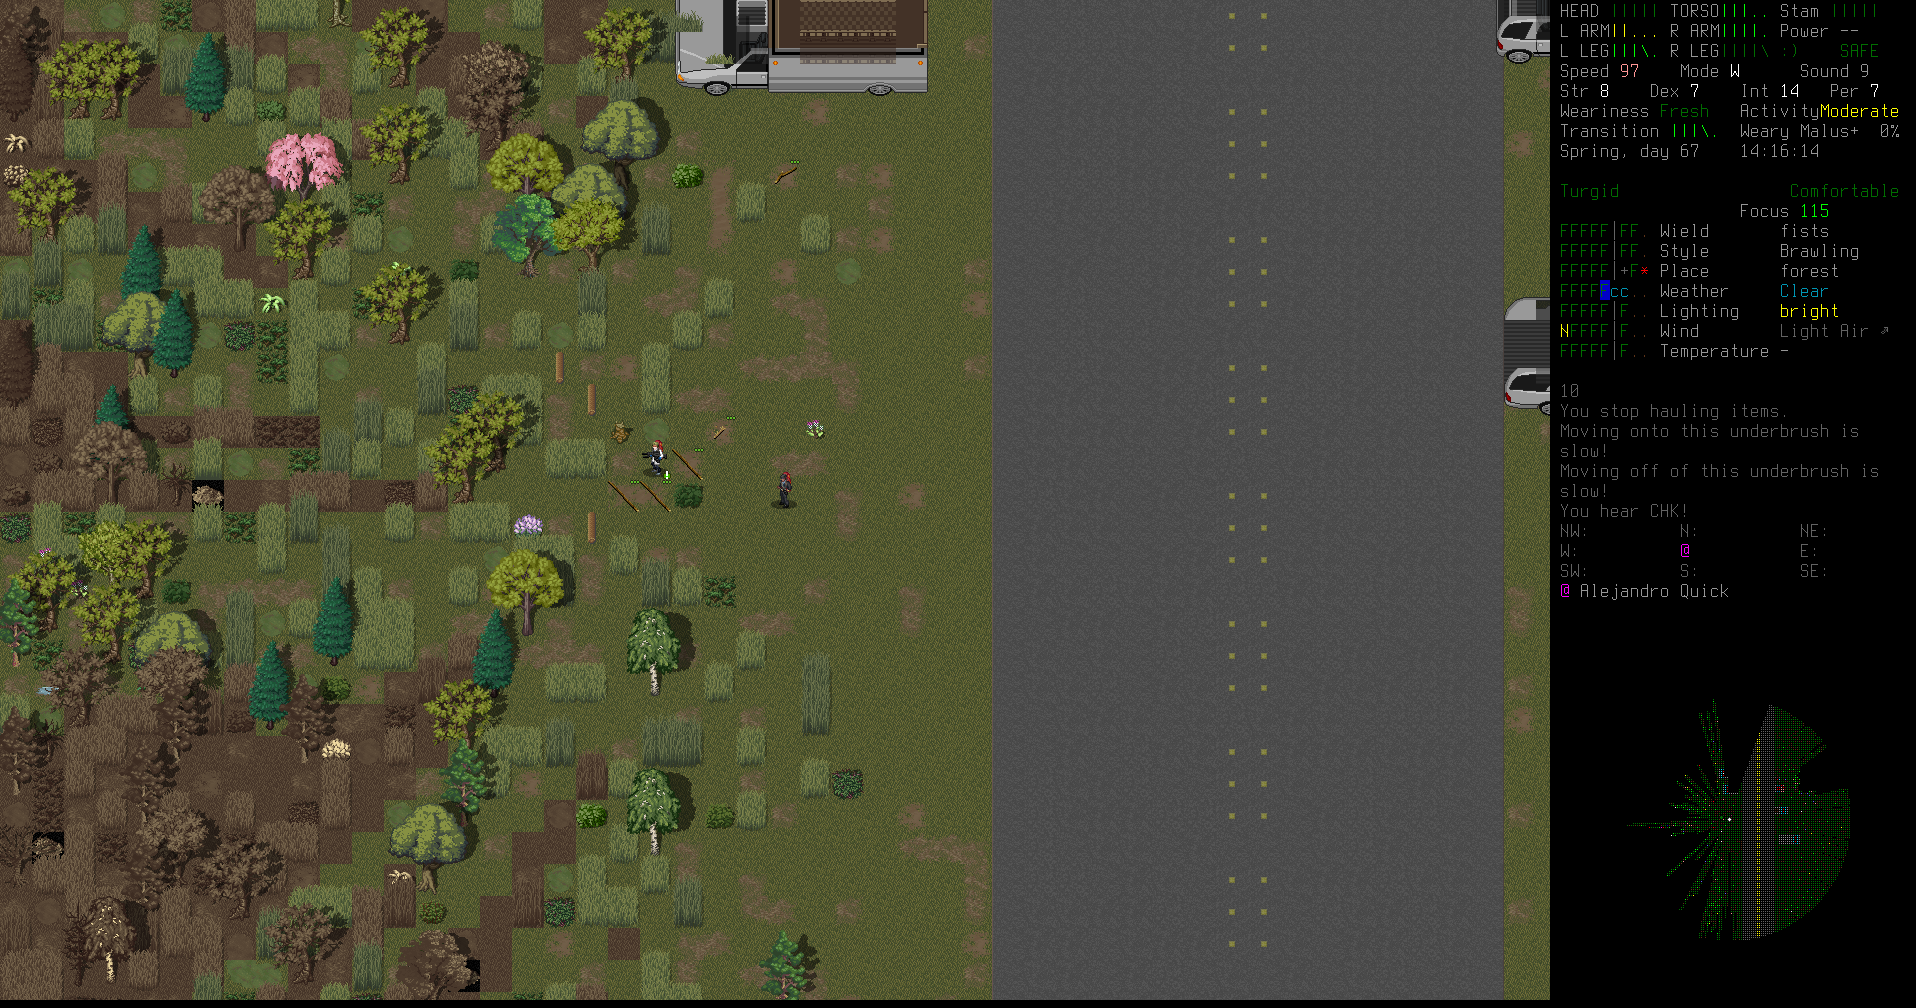 HEAD ||||| TORSO|||.. Stam |||||
L ARM||... R ARM||||. Power --
L LEG|||\. R LEG||||\ :) SAFE
Speed 97 Mode W Sound 9
Str 8 Dex 7 Int 14 Per 7
Weariness Fresh ActivityModerate
Transition |||\. Weary Malus+ 0%
Spring, day 67 14:16:14
Turgid Comfortable
Focus 115
FFFFF|FF. Wield fists
FFFFF|FF. Style Brawling
FFFFF|+F* Place forest
FFFFFcc.. Weather Clear
FFFFF|F.. Lighting bright
NFFFF|F.. Wind Light Air ↗
FFFFF|F.. Temperature -
10
You stop hauling items.
Moving onto this underbrush is
slow!
Moving off of this underbrush is
slow!
You hear CHK!
NW: N: NE:
W: @ E:
SW: S: SE:
@ Alejandro Quick